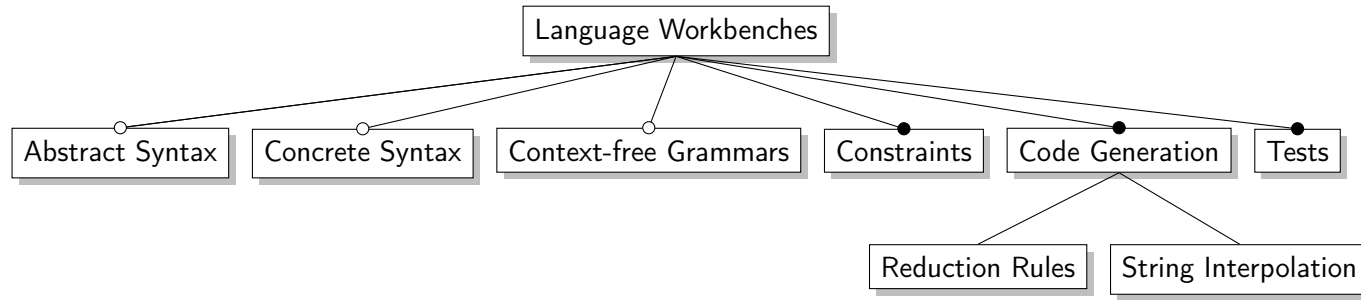 Language Workbenches
Abstract Syntax
Concrete Syntax
Context-free Grammars
Constraints
Code Generation
Tests
Reduction Rules
String Interpolation